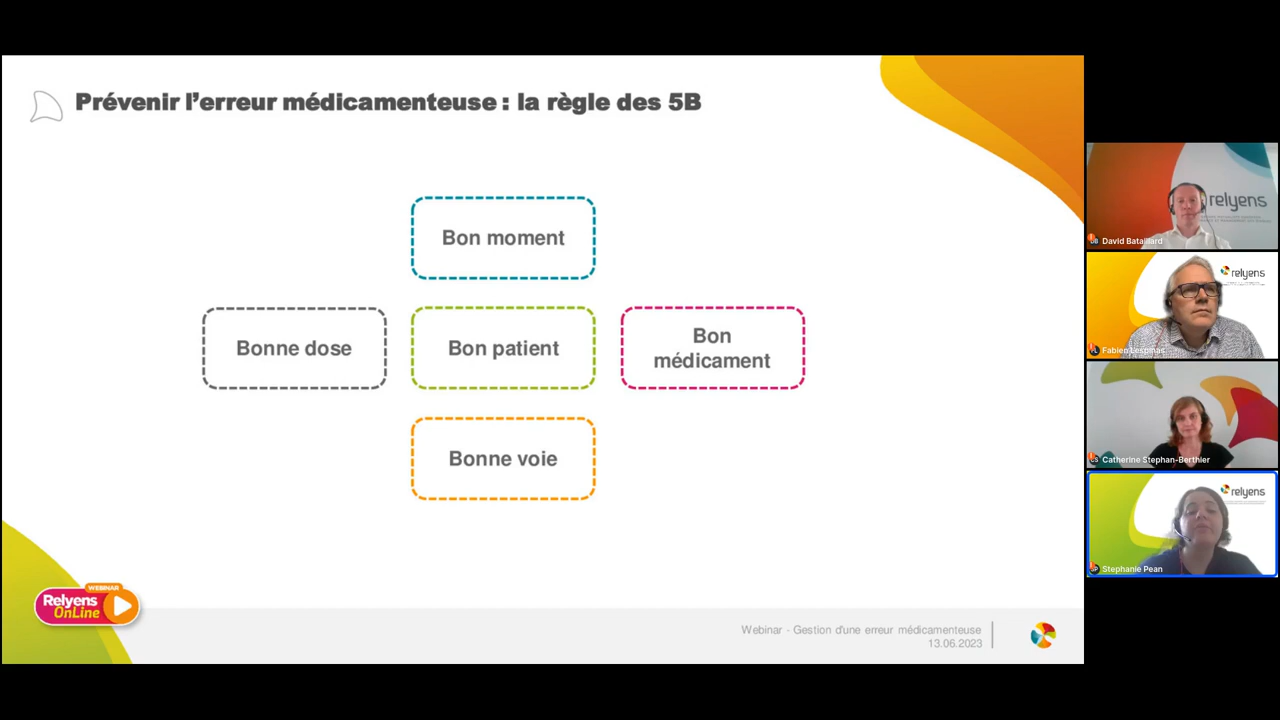 Prévenir l'erreur médicamenteuse : la règle des 5B
Bon moment
Bonne dose
Bon patient
Bon
médicament
Bonne voie
WEBINAR
Relyens
OnLine
Webinar - Gestion d'une erreur médicamenteuse
13.06.2023
relyens
David Bataillard
relyens
Fabien Lespinas
Catherine Stephan-Berthier
relyens
Stephanie Pean